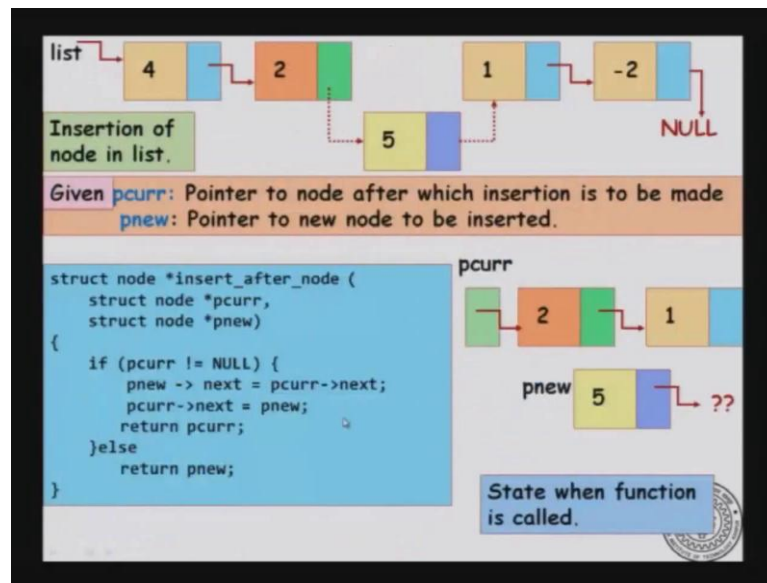 list
4
2
5
1
-2
NULL
Insertion of
node in list.
Given pcurr: Pointer to node after which insertion is to be made
pnew: Pointer to new node to be inserted.
struct node *insert_after_node (
struct node *pcurr,
struct node *pnew)
{
if (pcurr != NULL) {
pnew -> next = pcurr->next;
pcurr->next = pnew;
return pcurr;
}else
return pnew;
}
pcurr
2
1
pnew
5
??
State when function
is called.